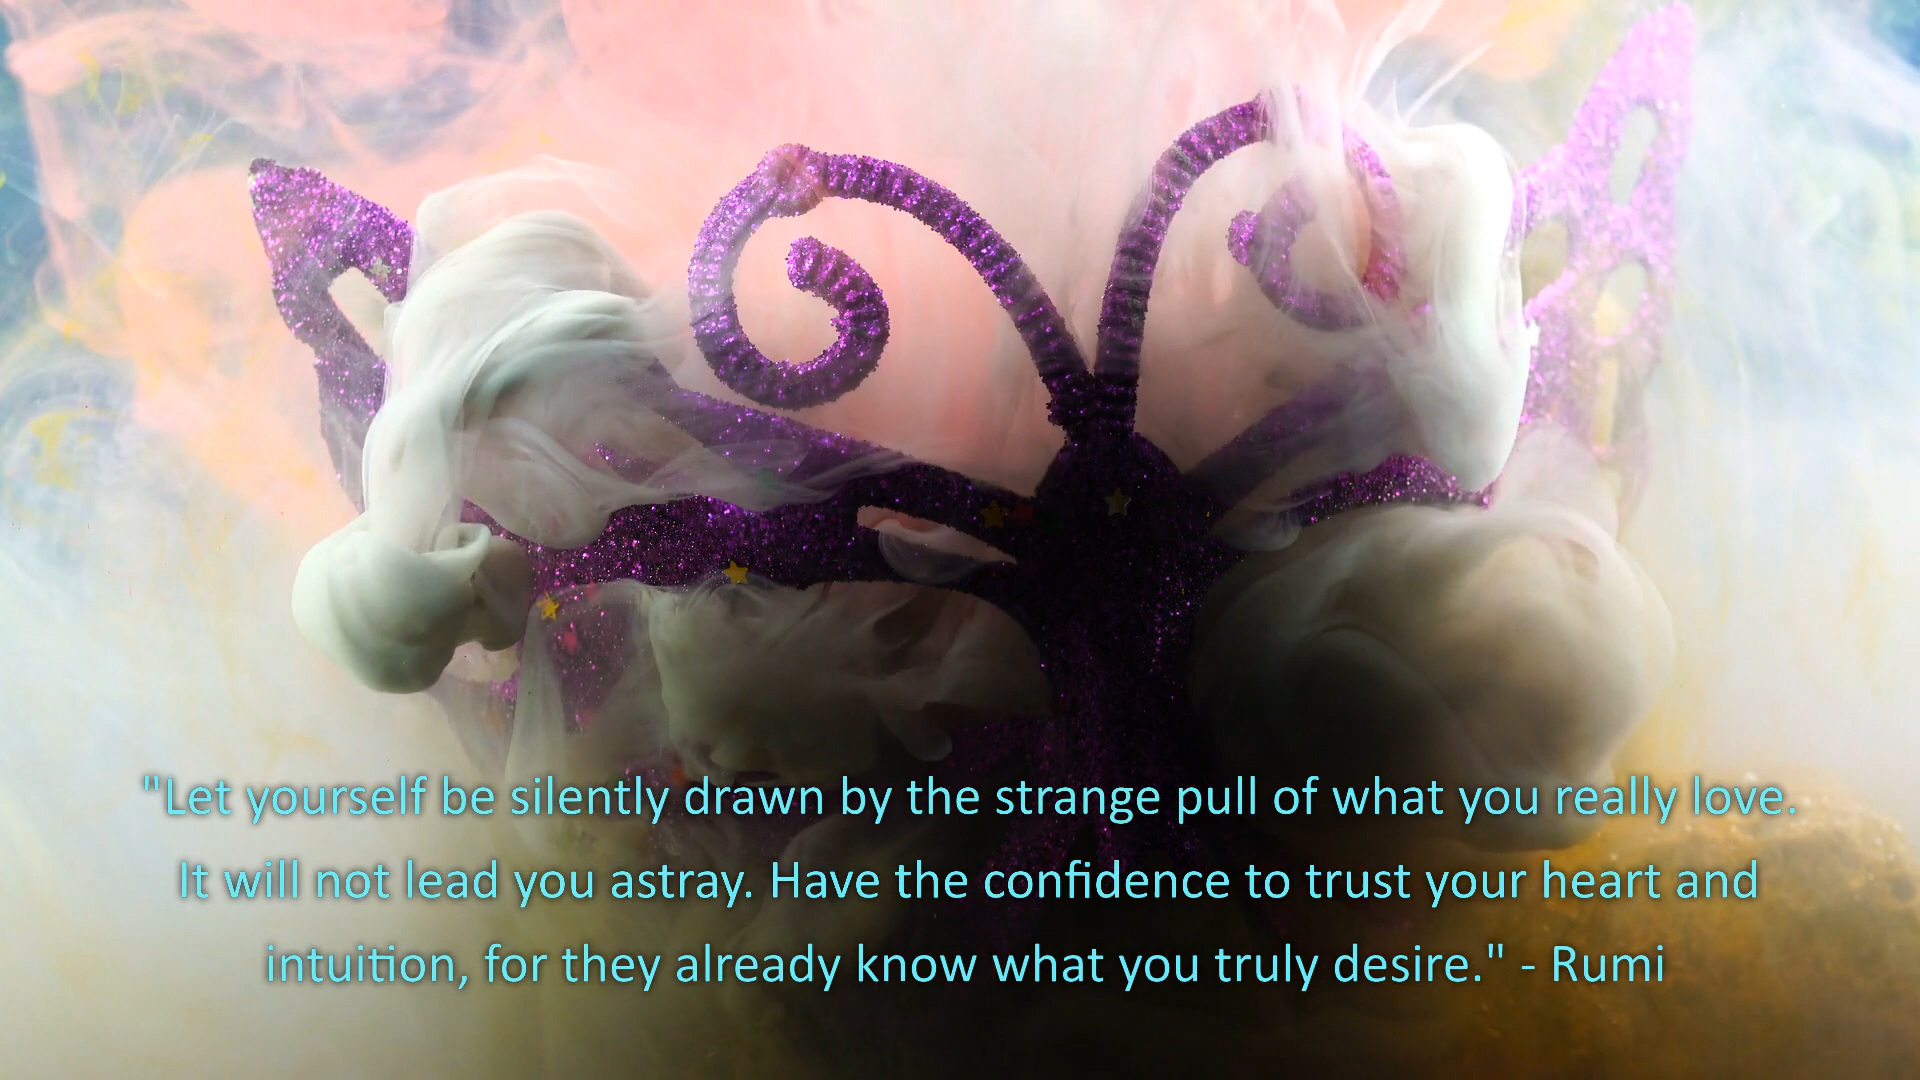 "Let yourself be silently drawn by the strange pull of what you really love.
It will not lead you astray. Have the confidence to trust your heart and
intuition, for they already know what you truly desire." - Rumi